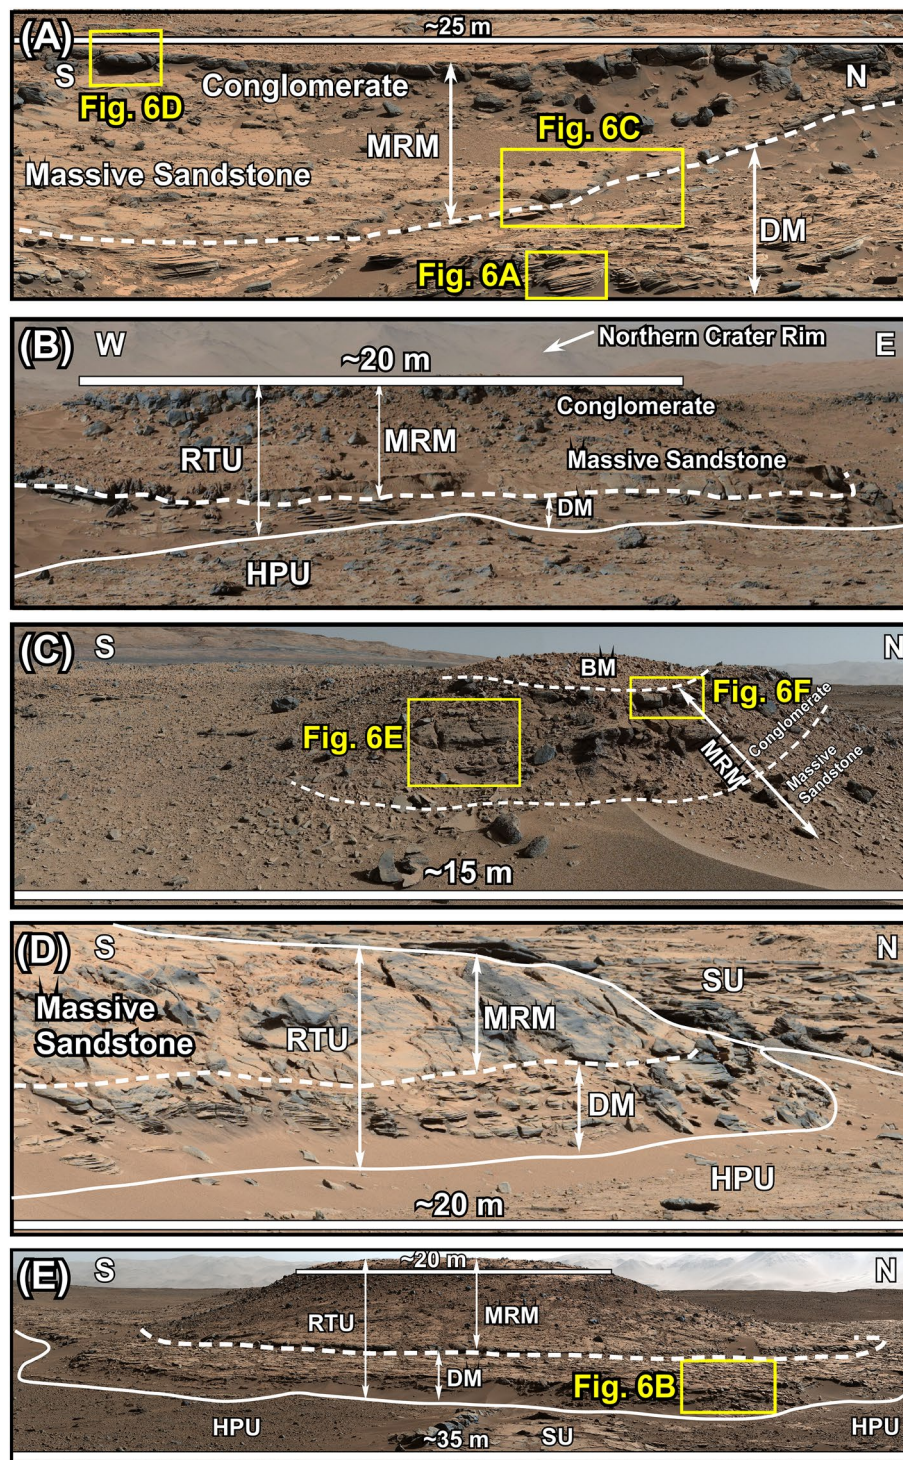 (A)
~25 m
S
N
Fig. 6D
Conglomerate
Fig. 6C
MRM
Massive Sandstone
DM
Fig. 6A
(B)
W
Northern Crater Rim
E
~20 m
Conglomerate
MRM
RTU
Massive Sandstone
DM
HPU
(C)
S
N
BM
Fig. 6F
Fig. 6E
Conglomerate
MRM
Massive
Sandstone
~15 m
(D)
S
N
SU
Massive
Sandstone
RTU
MRM
DM
HPU
~20 m
(E)
S
~20 m
N
RTU
MRM
DM
Fig. 6B
HPU
~35 m
SU
HPU